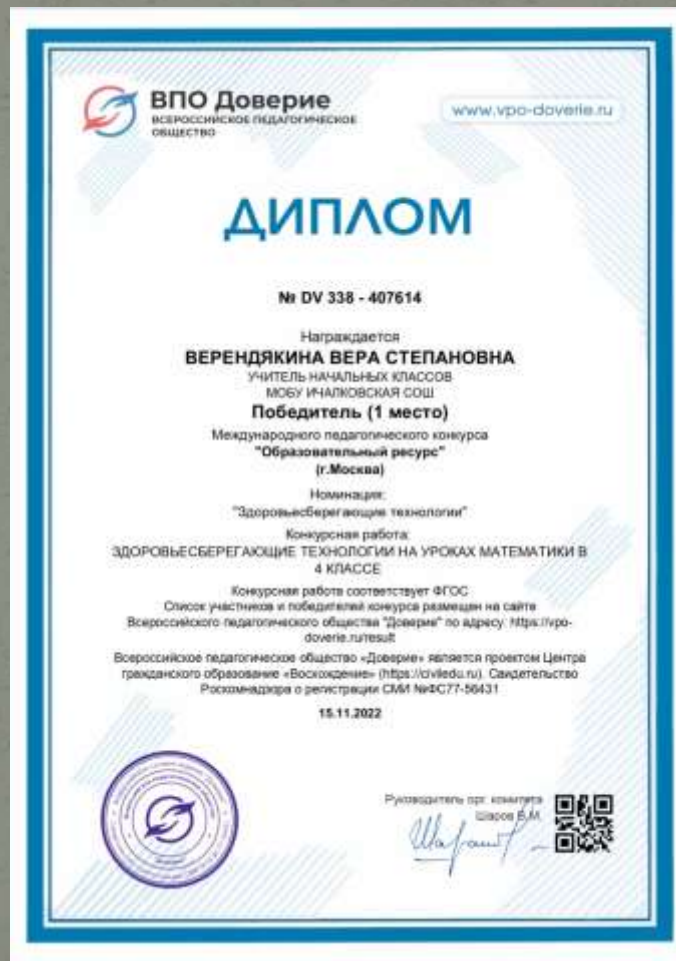 ВПО Доверие
ВСЕРОССИЙСКОЕ ПЕДАГОГИЧЕСКОЕ
ОБЩЕСТВО
www.vpo-doverie.ru
ДИПЛОМ
№ DV 338 - 407614
Награждается
ВЕРЕНДЯКИНА ВЕРА СТЕПАНОВНА
УЧИТЕЛЬ НАЧАЛЬНЫХ КЛАССОВ
МОБУ ИЧАЛКОВСКАЯ СОШ
Победитель (1 место)
Международного педагогического конкурса
"Образовательный ресурс"
(г.Москва)
Номинация:
"Здоровьесберегающие технологии"
Конкурсная работа:
ЗДОРОВЬЕСБЕРЕГАЮЩИЕ ТЕХНОЛОГИИ НА УРОКАХ МАТЕМАТИКИ В
4 КЛАССЕ
Конкурсная работа соответствует ФГОС
Список участников и победителей конкурса размещен на сайте
Всероссийского педагогического общества "Доверие" по адресу: https://vpo-
doverie.ru/result
Всероссийское педагогическое общество «Доверие» является проектом Центра
гражданского образование «Восхождение» (https://civiledu.ru). Свидетельство
Роскомнадзора о регистрации СМИ №ФС77-56431
15.11.2022
Руководитель орг. комитета
Шаров В.М.